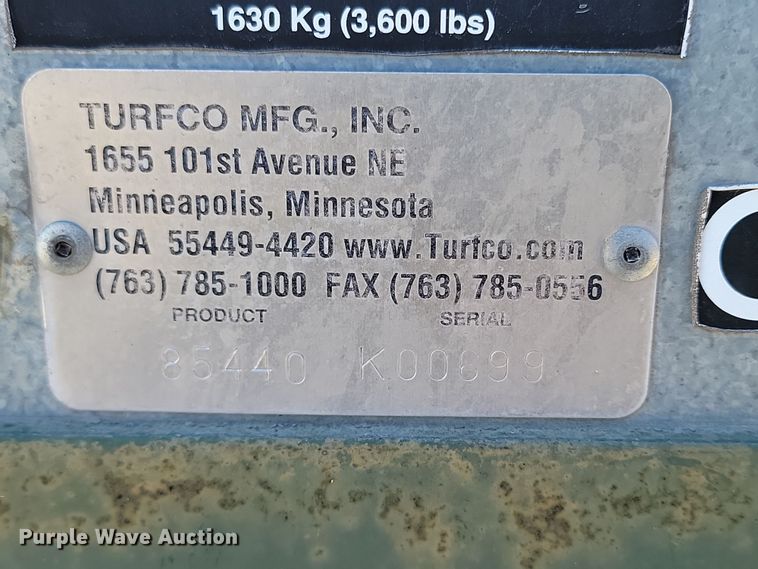 1630 Kg (3,600 lbs)
TURFCO MFG., INC.
1655 101st Avenue NE
Minneapolis, Minnesota
USA 55449-4420 www.Turfco.com
(763) 785-1000 FAX (763) 785-0556
PRODUCT SERIAL
85440 K00699
Purple Wave Auction